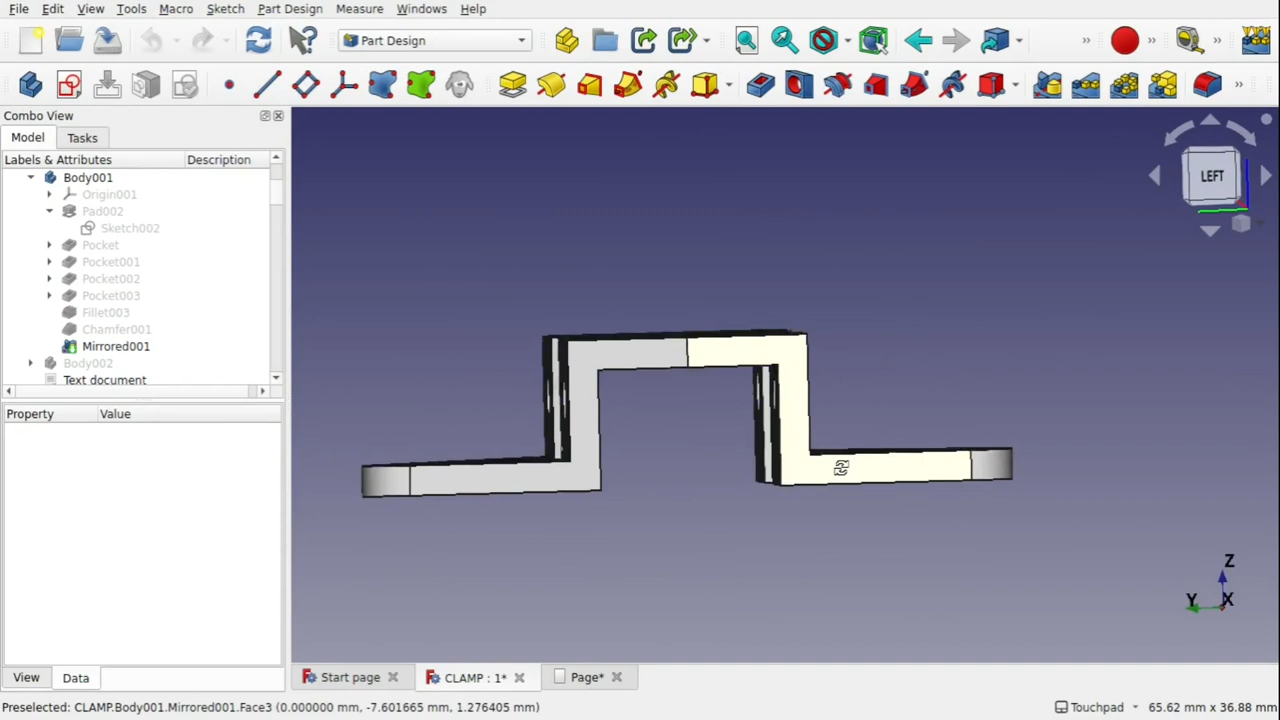 File Edit View Tools Macro Sketch Part Design Measure Windows Help
Part Design
Combo View
Model Tasks
Labels & Attributes Description
Body001
Origin001
Pad002
Sketch002
Pocket
Pocket001
Pocket002
Pocket003
Fillet003
Chamfer001
Mirrored001
Body002
Text document
Property Value
LEFT
Z
Y X
View Data
Start page CLAMP : 1* Page*
Preselected: CLAMP.Body001.Mirrored001.Face3 (0.000000 mm, -7.601665 mm, 1.276405 mm) Touchpad 65.62 mm x 36.88 mm